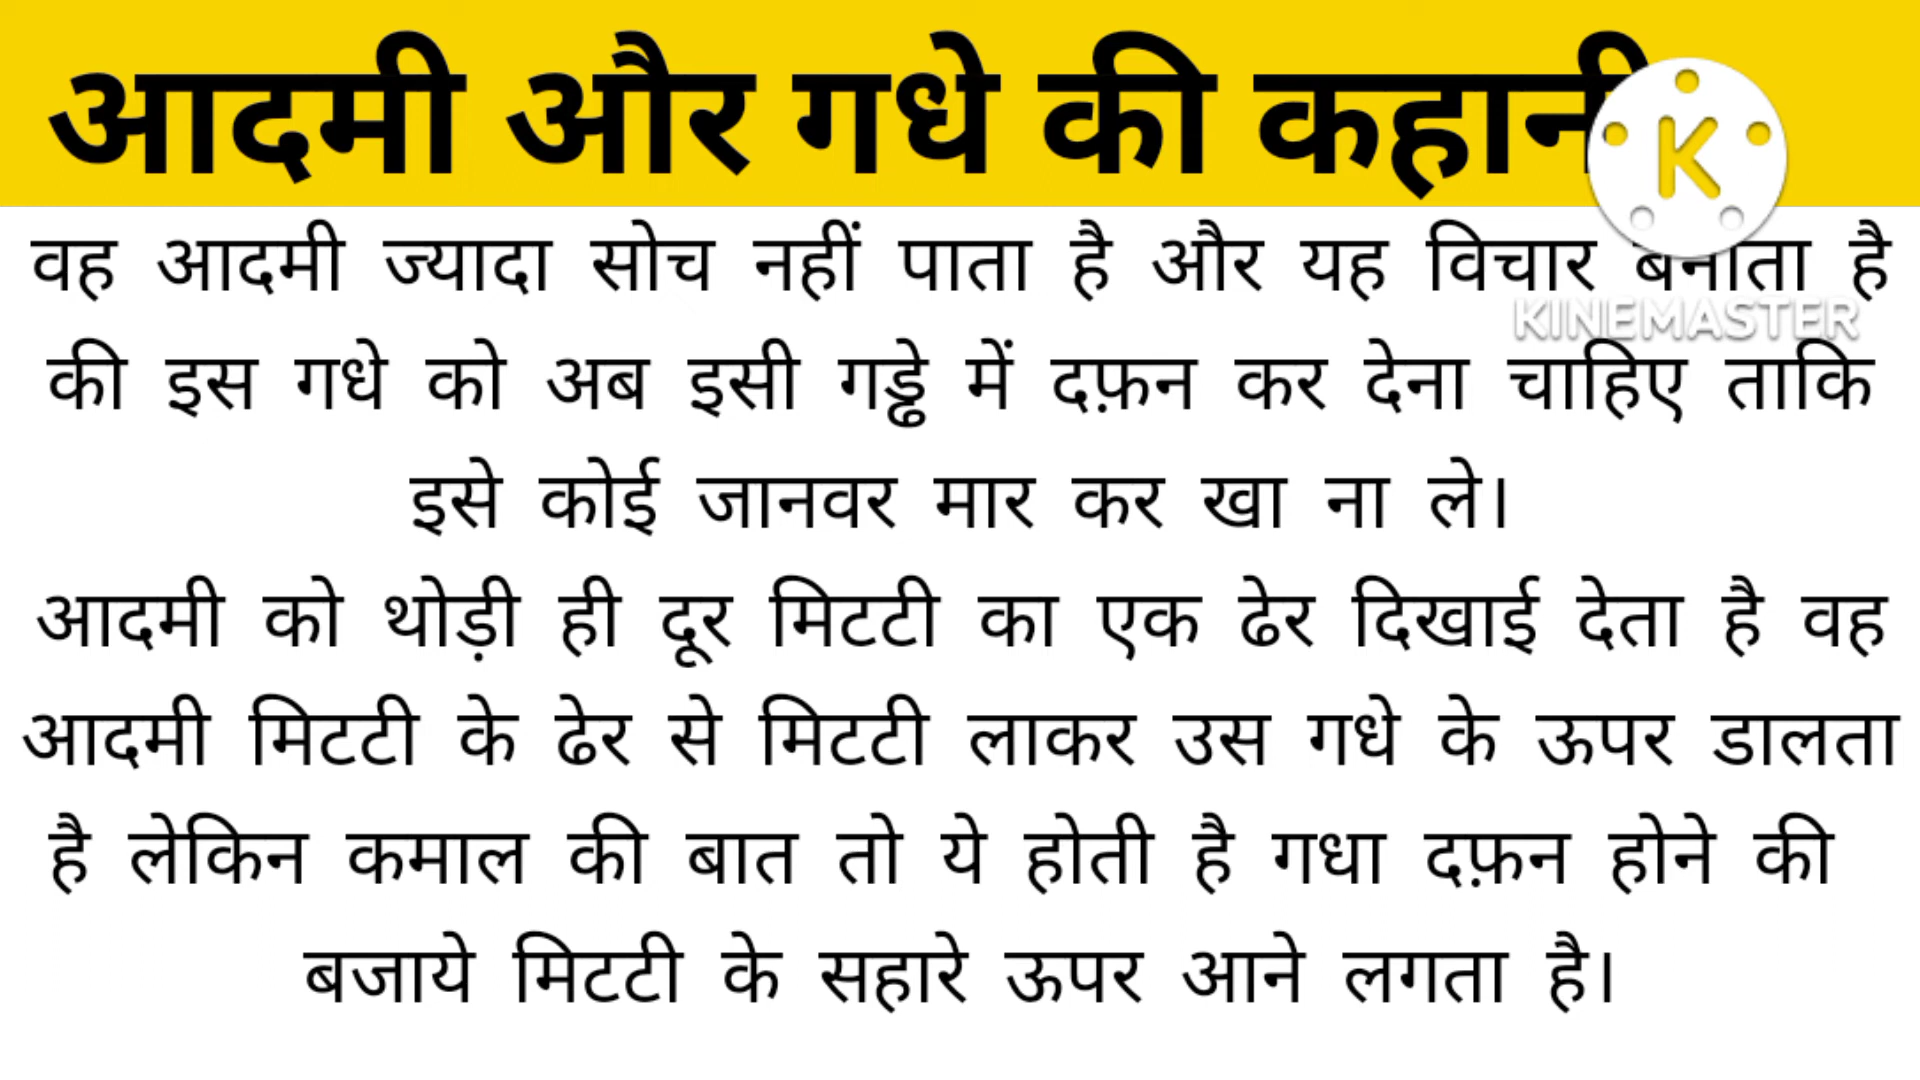 आदमी और गधे की कहानी
K
वह आदमी ज्यादा सोच नहीं पाता है और यह विचार बनाता है
KINEMASTER
की इस गधे को अब इसी गड्ढे में दफ़न कर देना चाहिए ताकि
इसे कोई जानवर मार कर खा ना ले।
आदमी को थोड़ी ही दूर मिटटी का एक ढेर दिखाई देता है वह
आदमी मिटटी के ढेर से मिटटी लाकर उस गधे के ऊपर डालता
है लेकिन कमाल की बात तो ये होती है गधा दफ़न होने की
बजाये मिटटी के सहारे ऊपर आने लगता है।